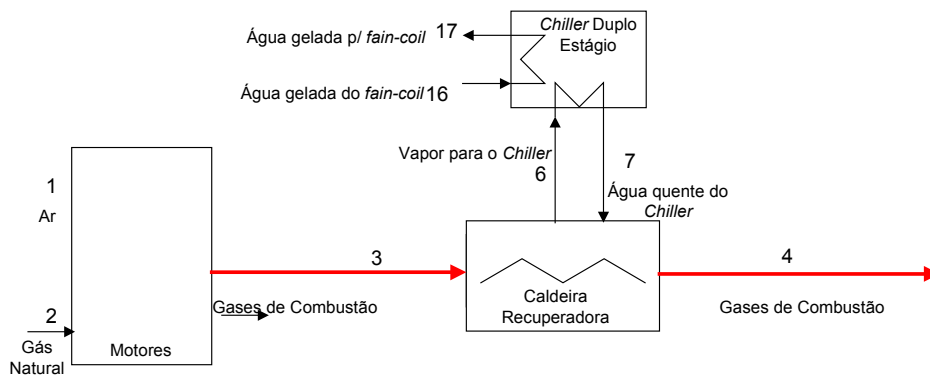 Água gelada p/ fain-coil 17
Chiller Duplo
Estágio
Água gelada do fain-coil 16
Vapor para o Chiller
6
7
Água quente do
Chiller
1
Ar
3
4
Gases de Combustão
Caldeira
Recuperadora
Gases de Combustão
2
Gás
Natural
Motores